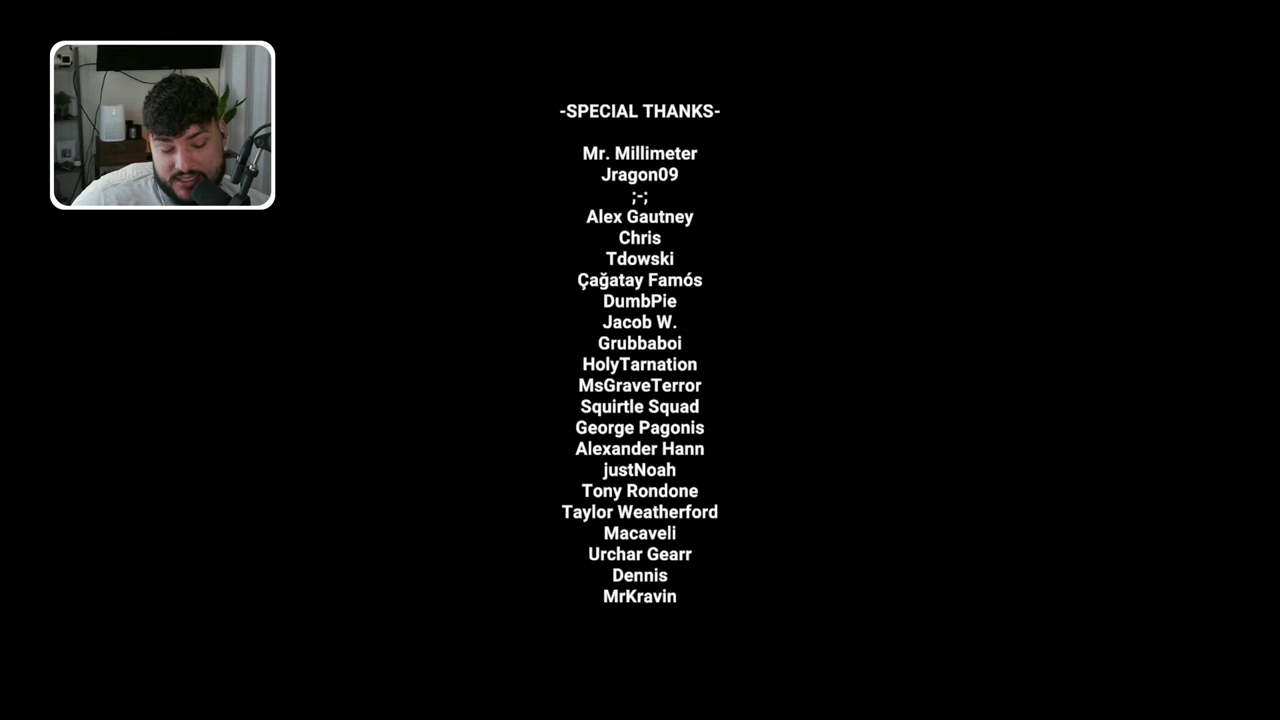 -SPECIAL THANKS-
Mr. Millimeter
Jragon09
;-;
Alex Gautney
Chris
Tdowski
Çağatay Famós
DumbPie
Jacob W.
Grubbaboi
HolyTarnation
MsGraveTerror
Squirtle Squad
George Pagonis
Alexander Hann
justNoah
Tony Rondone
Taylor Weatherford
Macaveli
Urchar Gearr
Dennis
MrKravin